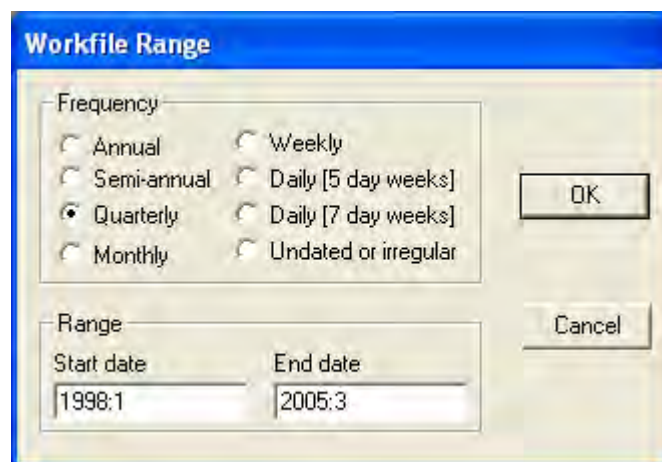 Workfile Range
Frequency
Annual
Semi-annual
Quarterly
Monthly
Weekly
Daily [5 day weeks]
Daily [7 day weeks]
Undated or irregular
OK
Range
Start date
1998:1
End date
2005:3
Cancel